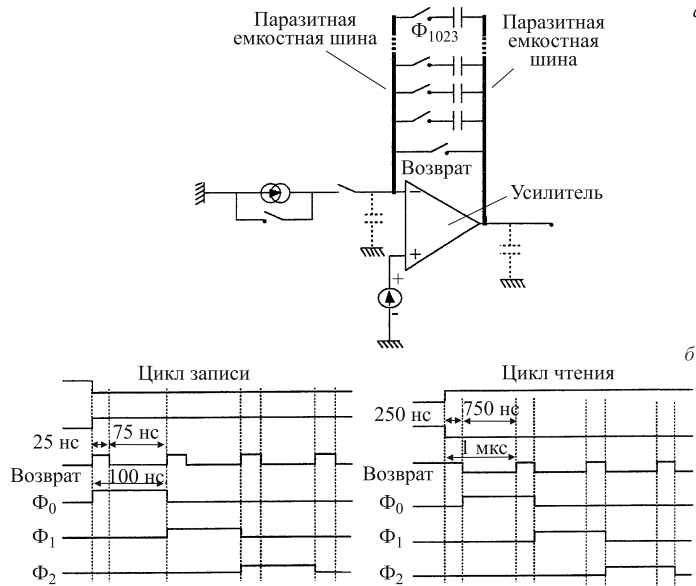 а
Паразитная
емкостная шина
Ф1023
Паразитная
емкостная
шина
Возврат
Усилитель
−
+
+
-
б
Цикл записи
25 нс
75 нс
Возврат
100 нс
Ф0
Ф1
Ф2
Цикл чтения
250 нс
750 нс
1 мкс
Возврат
Ф0
Ф1
Ф2